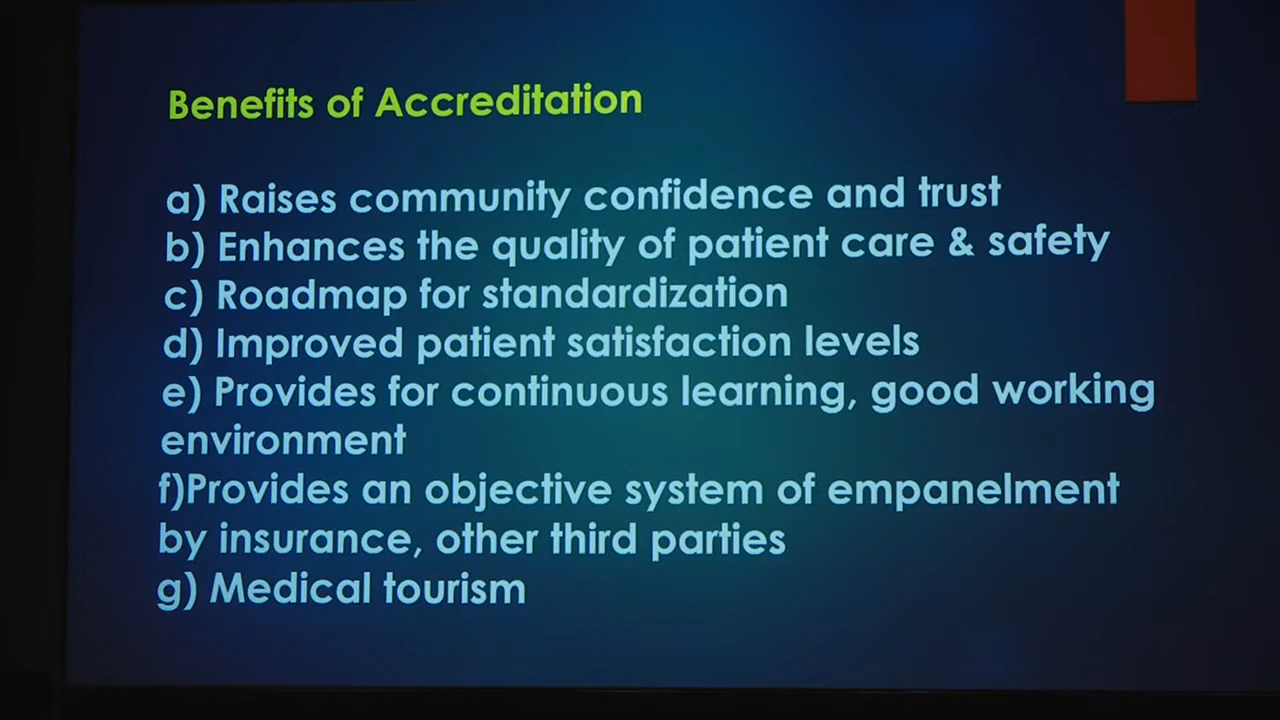 Benefits of Accreditation
a) Raises community confidence and trust
b) Enhances the quality of patient care & safety
c) Roadmap for standardization
d) Improved patient satisfaction levels
e) Provides for continuous learning, good working
environment
f)Provides an objective system of empanelment
by insurance, other third parties
g) Medical tourism